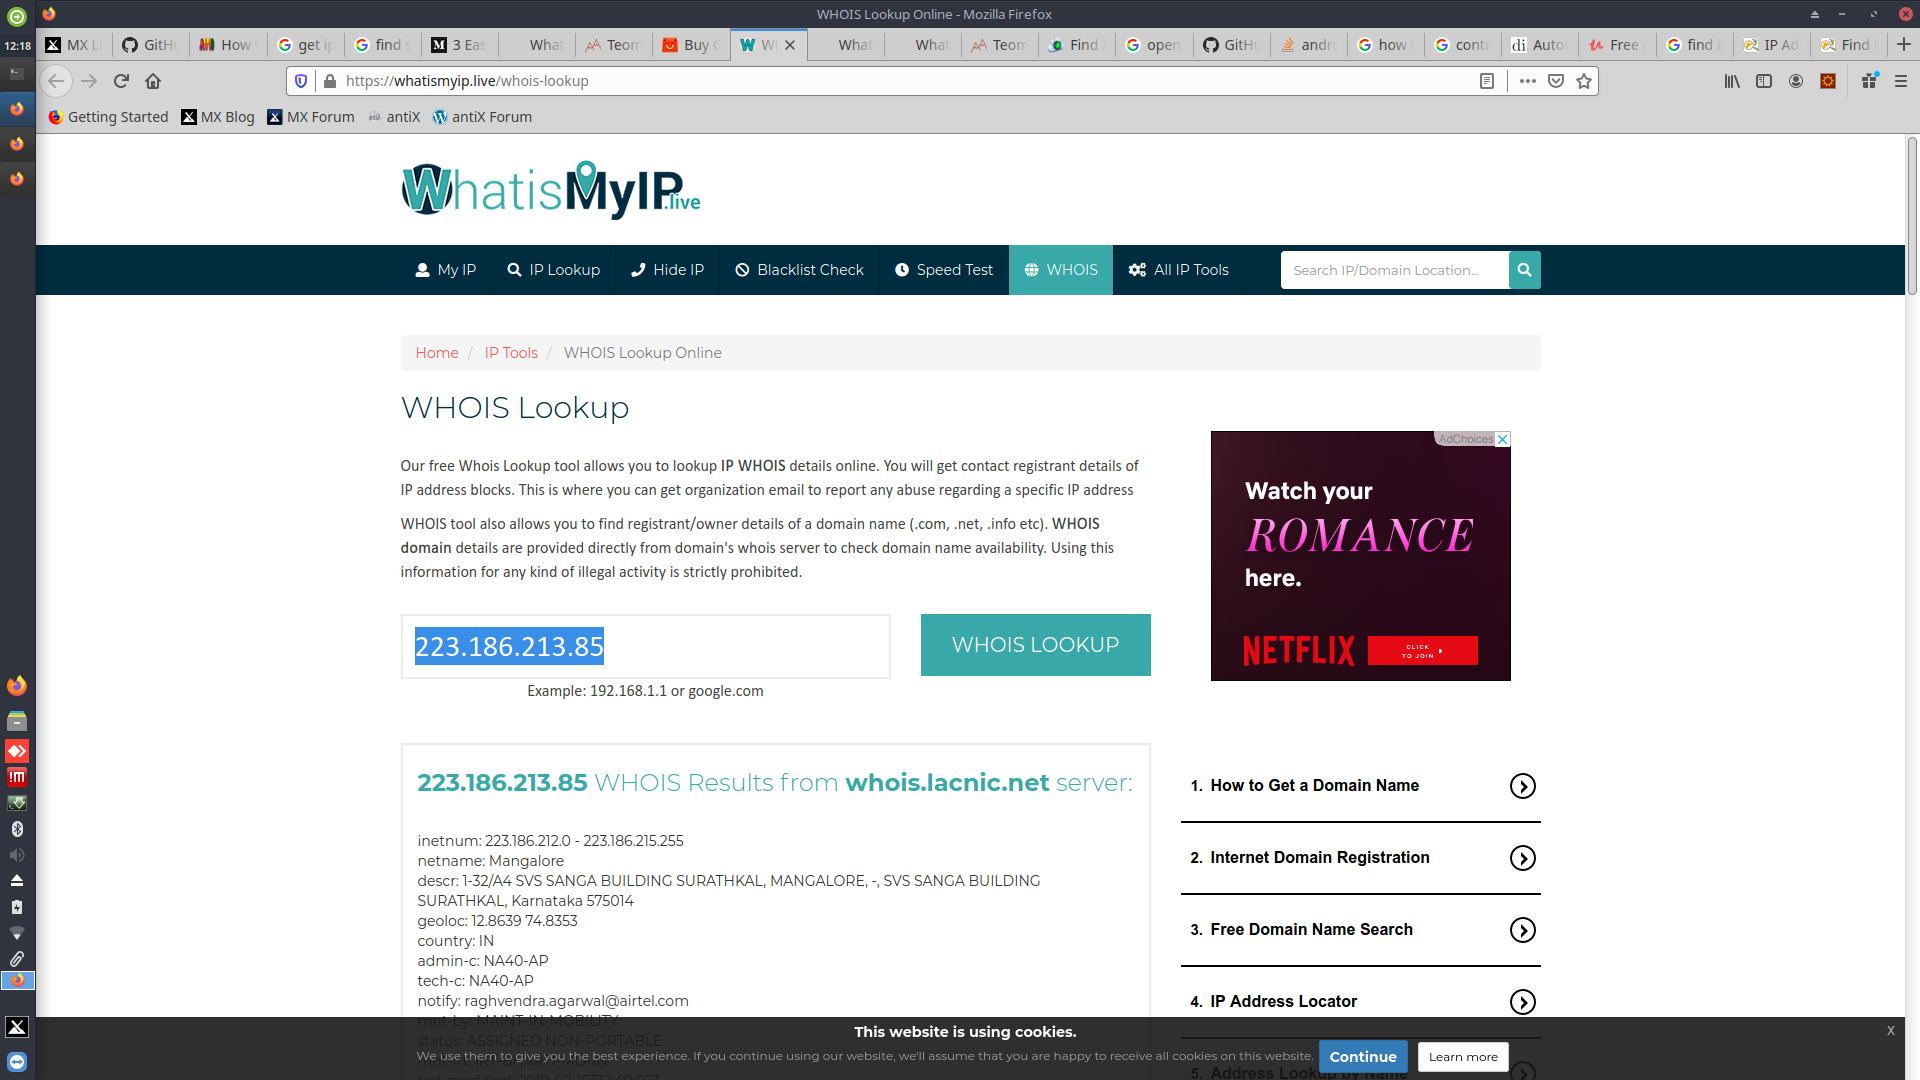 WHOIS Lookup Online - Mozilla Firefox
12:18
MX Li
GitHu
How
get ip
find s
3 Eas
What
Teom
Buy C
W
What
What
Teom
Find
open
GitHu
andro
how
contr
Auto
Free
find i
IP Ad
Find
https://whatismyip.live/whois-lookup
Getting Started
MX Blog
MX Forum
antiX
antiX Forum
WhatisMyIP.live
My IP
IP Lookup
Hide IP
Blacklist Check
Speed Test
WHOIS
All IP Tools
Search IP/Domain Location...
Home / IP Tools / WHOIS Lookup Online
WHOIS Lookup
Our free Whois Lookup tool allows you to lookup IP WHOIS details online. You will get contact registrant details of
IP address blocks. This is where you can get organization email to report any abuse regarding a specific IP address
WHOIS tool also allows you to find registrant/owner details of a domain name (.com, .net, .info etc). WHOIS
domain details are provided directly from domain's whois server to check domain name availability. Using this
information for any kind of illegal activity is strictly prohibited.
223.186.213.85
WHOIS LOOKUP
Example: 192.168.1.1 or google.com
AdChoices
Watch your
ROMANCE
here.
NETFLIX
CLICK
TO JOIN
223.186.213.85 WHOIS Results from whois.lacnic.net server:
inetnum: 223.186.212.0 - 223.186.215.255
netname: Mangalore
descr: 1-32/A4 SVS SANGA BUILDING SURATHKAL, MANGALORE, -, SVS SANGA BUILDING
SURATHKAL, Karnataka 575014
geoloc: 12.8639 74.8353
country: IN
admin-c: NA40-AP
tech-c: NA40-AP
notify: raghvendra.agarwal@airtel.com
mnt-by: MAINT-IN-MOBILITY
status: ASSIGNED NON-PORTABLE
1. How to Get a Domain Name
2. Internet Domain Registration
3. Free Domain Name Search
4. IP Address Locator
5. Address Lookup by Name
This website is using cookies.
X
We use them to give you the best experience. If you continue using our website, we'll assume that you are happy to receive all cookies on this website.
Continue
Learn more